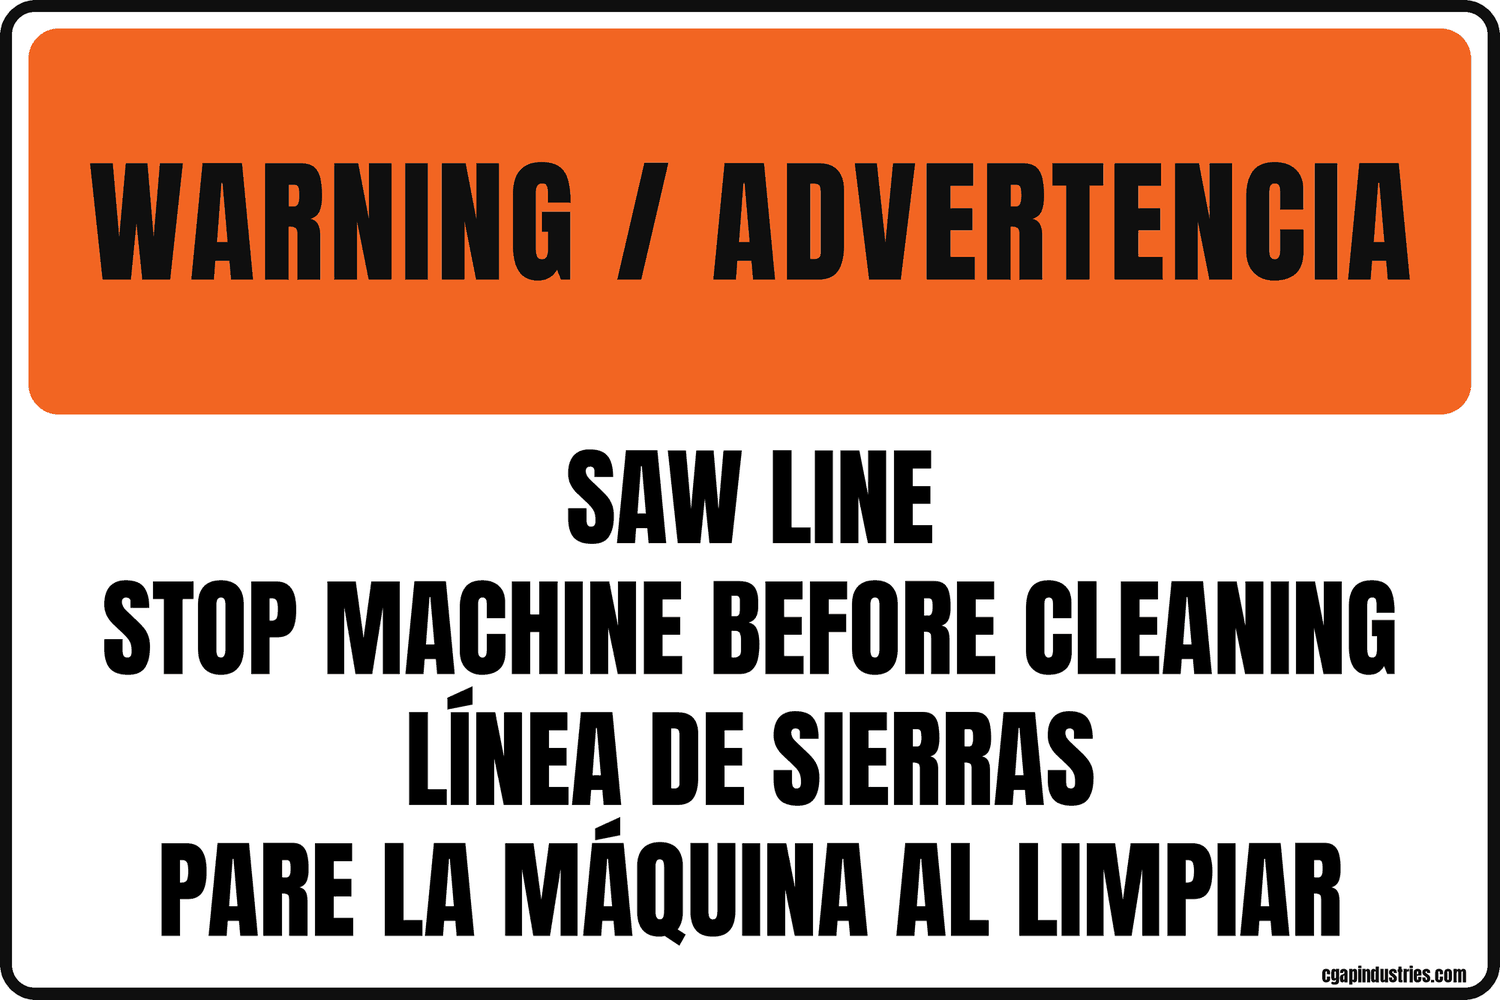 WARNING / ADVERTENCIA
SAW LINE
STOP MACHINE BEFORE CLEANING
LÍNEA DE SIERRAS
PARE LA MÁQUINA AL LIMPIAR
cgapindustries.com